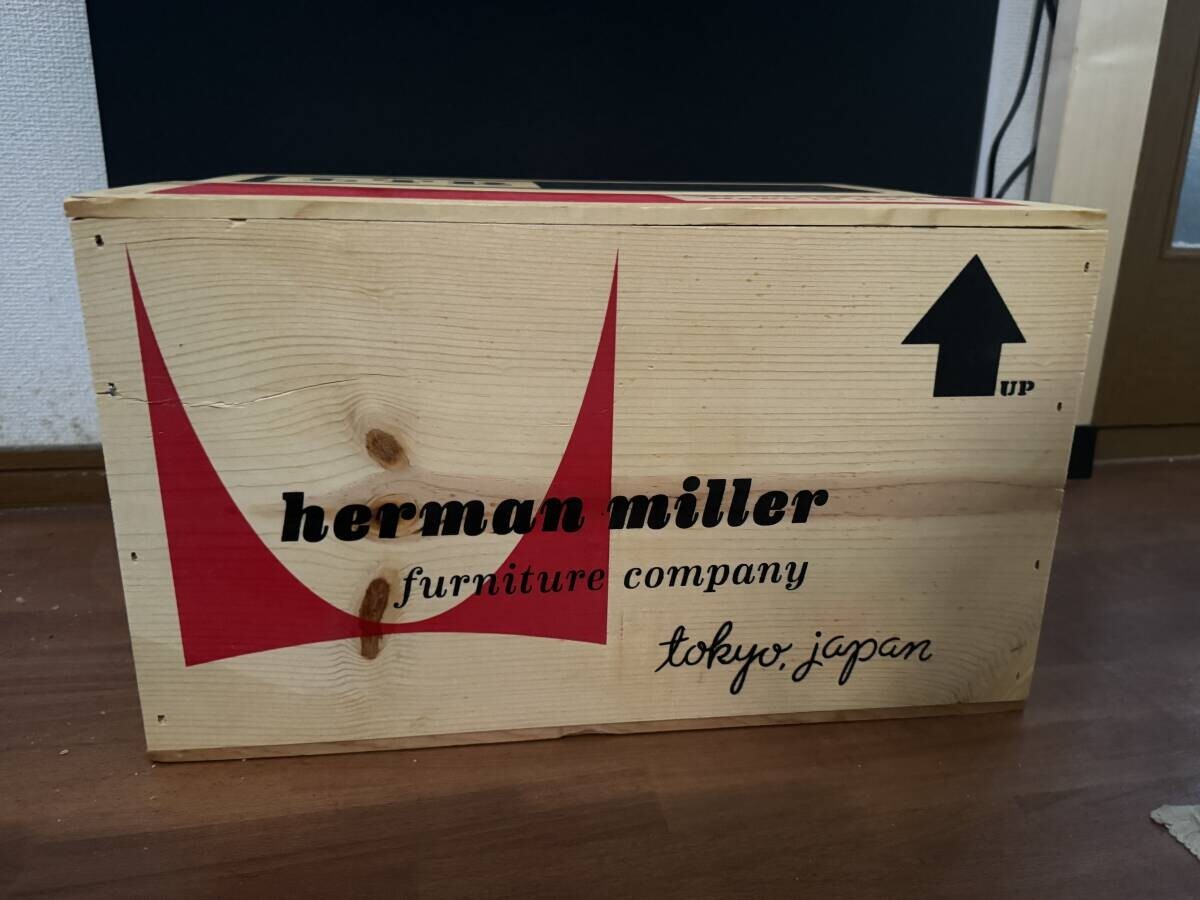 UP
herman miller
furniture company
tokyo, japan